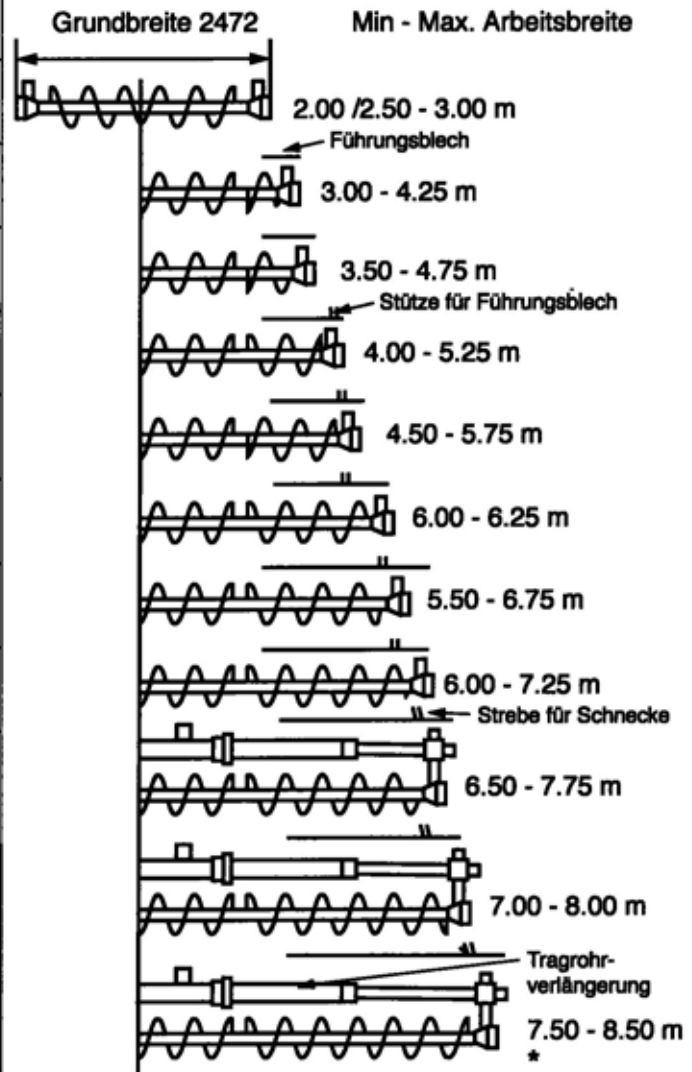 Grundbreite 2472
Min - Max. Arbeitsbreite
2.00 /2.50 - 3.00 m
Führungsblech
3.00 - 4.25 m
3.50 - 4.75 m
Stütze für Führungsblech
4.00 - 5.25 m
4.50 - 5.75 m
6.00 - 6.25 m
5.50 - 6.75 m
6.00 - 7.25 m
Strebe für Schnecke
6.50 - 7.75 m
7.00 - 8.00 m
Tragrohr-
verlängerung
7.50 - 8.50 m
*